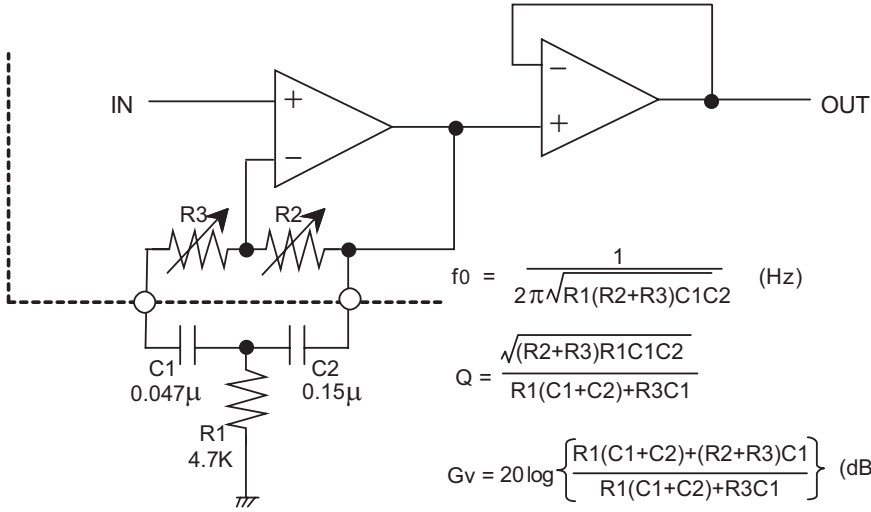 IN
+
−
−
+
OUT
R3
R2
f0 = 1 / 2π√R1(R2+R3)C1C2 (Hz)
C1
0.047μ
C2
0.15μ
Q = √(R2+R3)R1C1C2 / R1(C1+C2)+R3C1
R1
4.7K
Gv = 20log{R1(C1+C2)+(R2+R3)C1 / R1(C1+C2)+R3C1} (dB